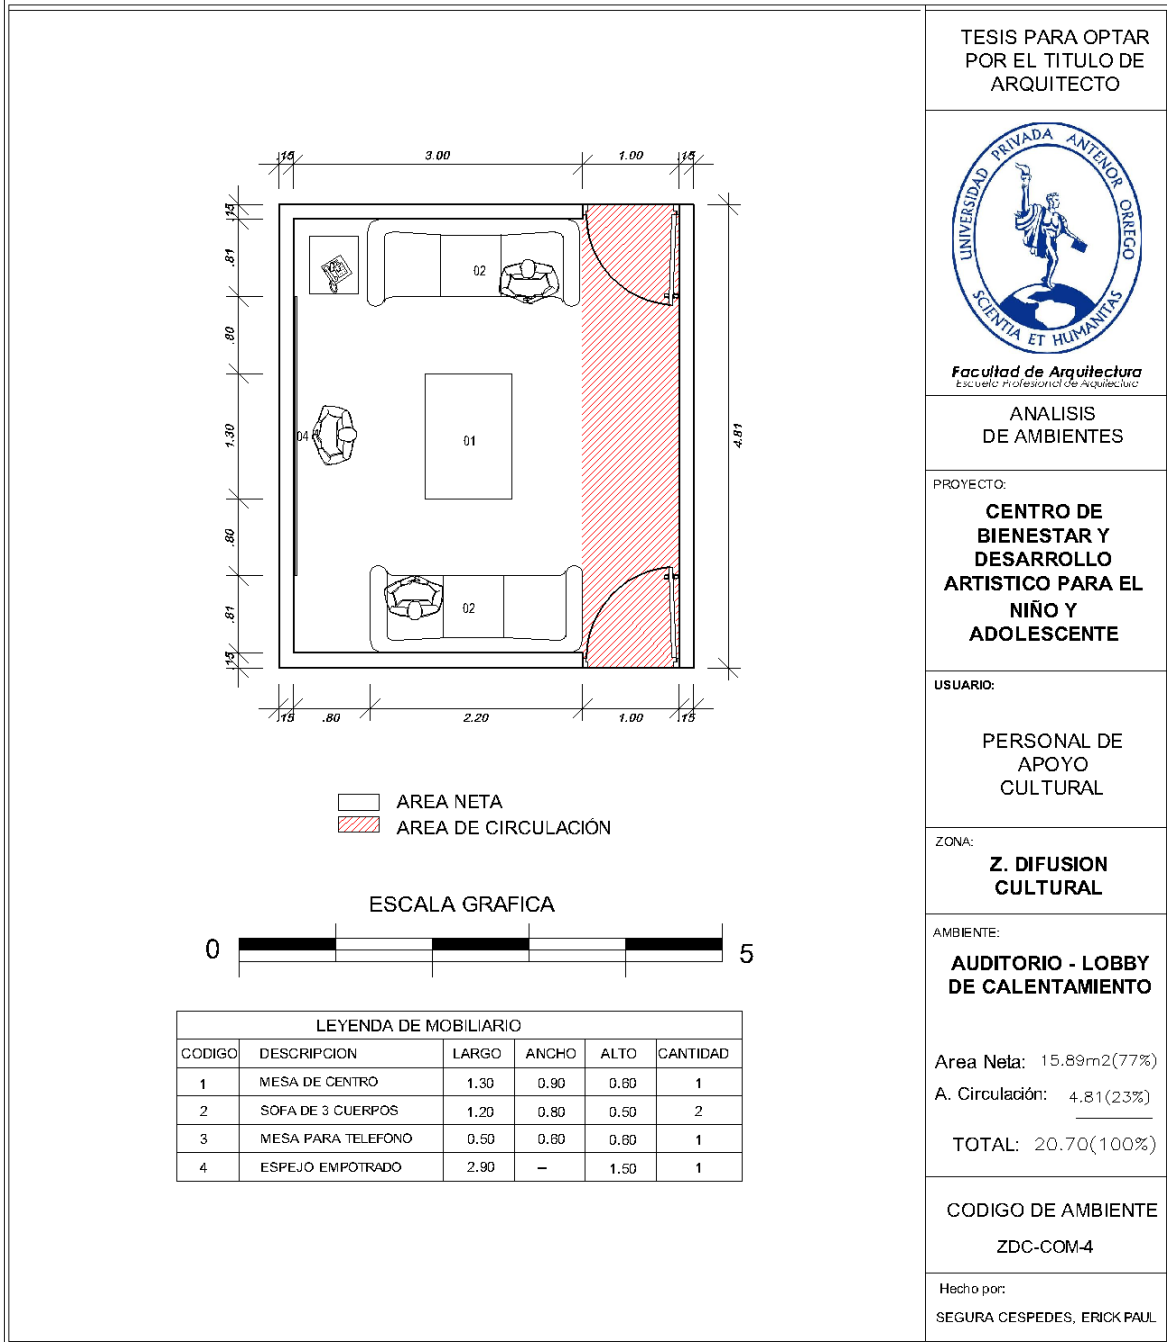 .15
3.00
1.00
.15
.15
.81
.80
1.30
.80
.81
.15
4.81
02
04
01
02
.15
.80
2.20
1.00
.15
AREA NETA
AREA DE CIRCULACIÓN
ESCALA GRAFICA
0
5
LEYENDA DE MOBILIARIO
CODIGO DESCRIPCION LARGO ANCHO ALTO CANTIDAD
1 MESA DE CENTRO 1.30 0.90 0.60 1
2 SOFA DE 3 CUERPOS 1.20 0.80 0.50 2
3 MESA PARA TELEFONO 0.50 0.60 0.60 1
4 ESPEJO EMPOTRADO 2.90 – 1.50 1
TESIS PARA OPTAR
POR EL TITULO DE
ARQUITECTO
UNIVERSIDAD PRIVADA ANTENOR ORREGO
SCIENTIA ET HUMANITAS
Facultad de Arquitectura
Escuela Profesional de Arquitectura
ANALISIS
DE AMBIENTES
PROYECTO:
CENTRO DE
BIENESTAR Y
DESARROLLO
ARTISTICO PARA EL
NIÑO Y
ADOLESCENTE
USUARIO:
PERSONAL DE
APOYO
CULTURAL
ZONA:
Z. DIFUSION
CULTURAL
AMBIENTE:
AUDITORIO - LOBBY
DE CALENTAMIENTO
Area Neta: 15.89m2(77%)
A. Circulación: 4.81(23%)
TOTAL: 20.70(100%)
CODIGO DE AMBIENTE
ZDC-COM-4
Hecho por:
SEGURA CESPEDES, ERICK PAUL